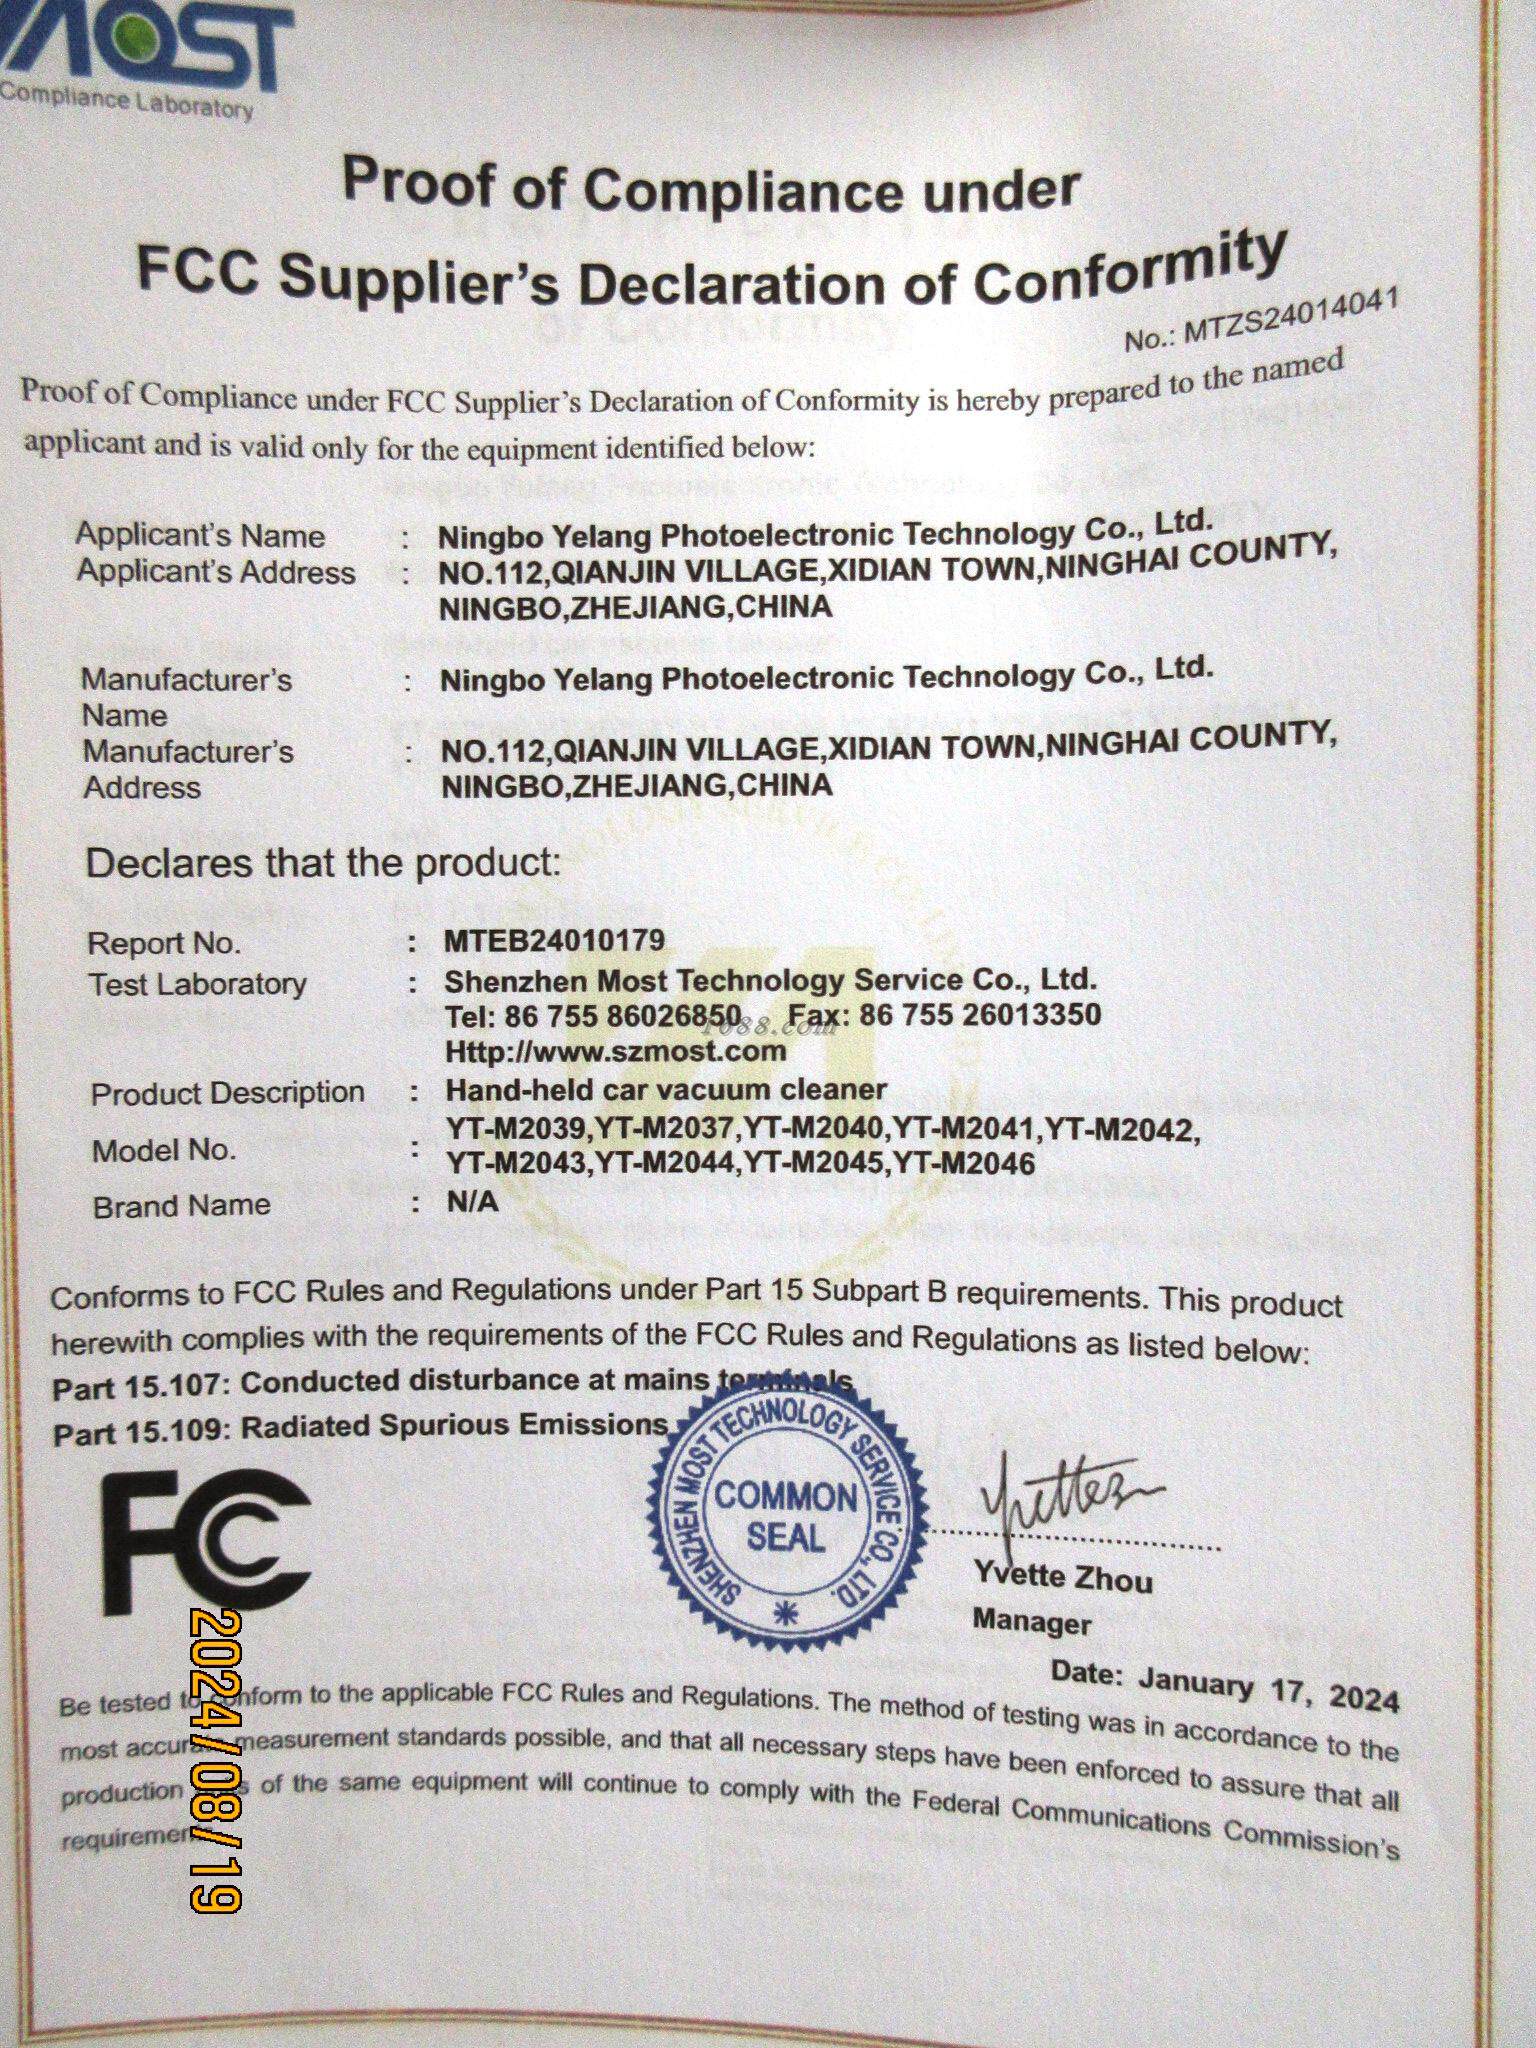 MOST
Compliance Laboratory
Proof of Compliance under
FCC Supplier's Declaration of Conformity
No.: MTZS24014041
Proof of Compliance under FCC Supplier's Declaration of Conformity is hereby prepared to the named
applicant and is valid only for the equipment identified below:
Applicant's Name : Ningbo Yelang Photoelectronic Technology Co., Ltd.
Applicant's Address : NO.112,QIANJIN VILLAGE,XIDIAN TOWN,NINGHAI COUNTY,
NINGBO,ZHEJIANG,CHINA
Manufacturer's : Ningbo Yelang Photoelectronic Technology Co., Ltd.
Name
Manufacturer's : NO.112,QIANJIN VILLAGE,XIDIAN TOWN,NINGHAI COUNTY,
Address NINGBO,ZHEJIANG,CHINA
Declares that the product:
Report No. : MTEB24010179
Test Laboratory : Shenzhen Most Technology Service Co., Ltd.
Tel: 86 755 86026850 Fax: 86 755 26013350
1688.com
Http://www.szmost.com
Product Description : Hand-held car vacuum cleaner
YT-M2039,YT-M2037,YT-M2040,YT-M2041,YT-M2042,
Model No. :
YT-M2043,YT-M2044,YT-M2045,YT-M2046
Brand Name : N/A
Conforms to FCC Rules and Regulations under Part 15 Subpart B requirements. This product
herewith complies with the requirements of the FCC Rules and Regulations as listed below:
Part 15.107: Conducted disturbance at mains terminals
Part 15.109: Radiated Spurious Emissions
FC
SHENZHEN MOST TECHNOLOGY SERVICE CO., LTD.
COMMON
SEAL
Yvette Z
Yvette Zhou
Manager
Date: January 17, 2024
Be tested to conform to the applicable FCC Rules and Regulations. The method of testing was in accordance to the
most accurate measurement standards possible, and that all necessary steps have been enforced to assure that all
production of the same equipment will continue to comply with the Federal Communications Commission's
requirements
2024/08/19